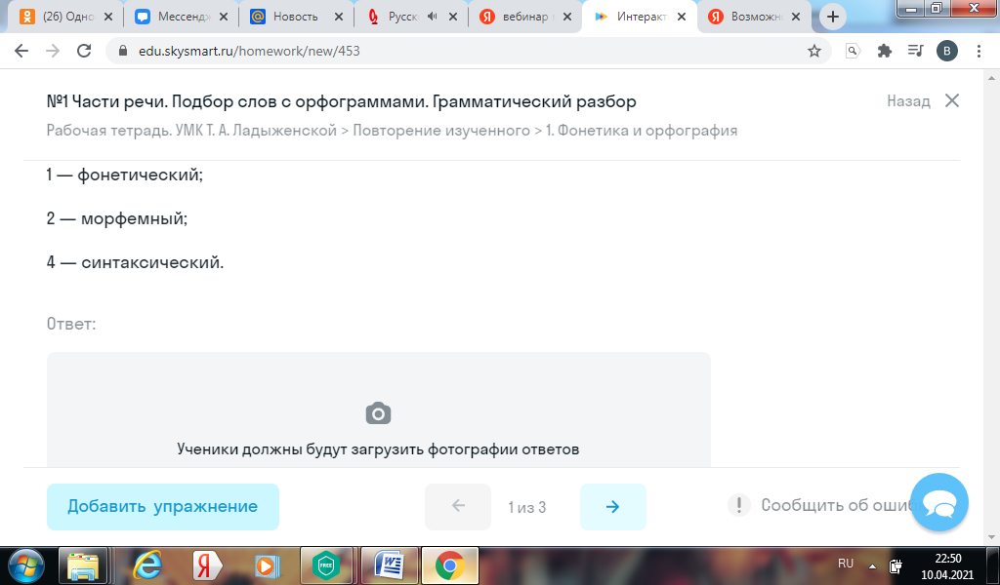 (26) Одно
Мессендж
Новость
Русск
вебинар
Интеракт
Возможн
edu.skysmart.ru/homework/new/453
B
№1 Части речи. Подбор слов с орфограммами. Грамматический разбор
Назад
Рабочая тетрадь. УМК Т. А. Ладыженской > Повторение изученного > 1. Фонетика и орфография
1 — фонетический;
2 — морфемный;
4 — синтаксический.
Ответ:
Ученики должны будут загрузить фотографии ответов
Добавить упражнение
1 из 3
Сообщить об ошиб
FREE
RU
22:50
10.04.2021